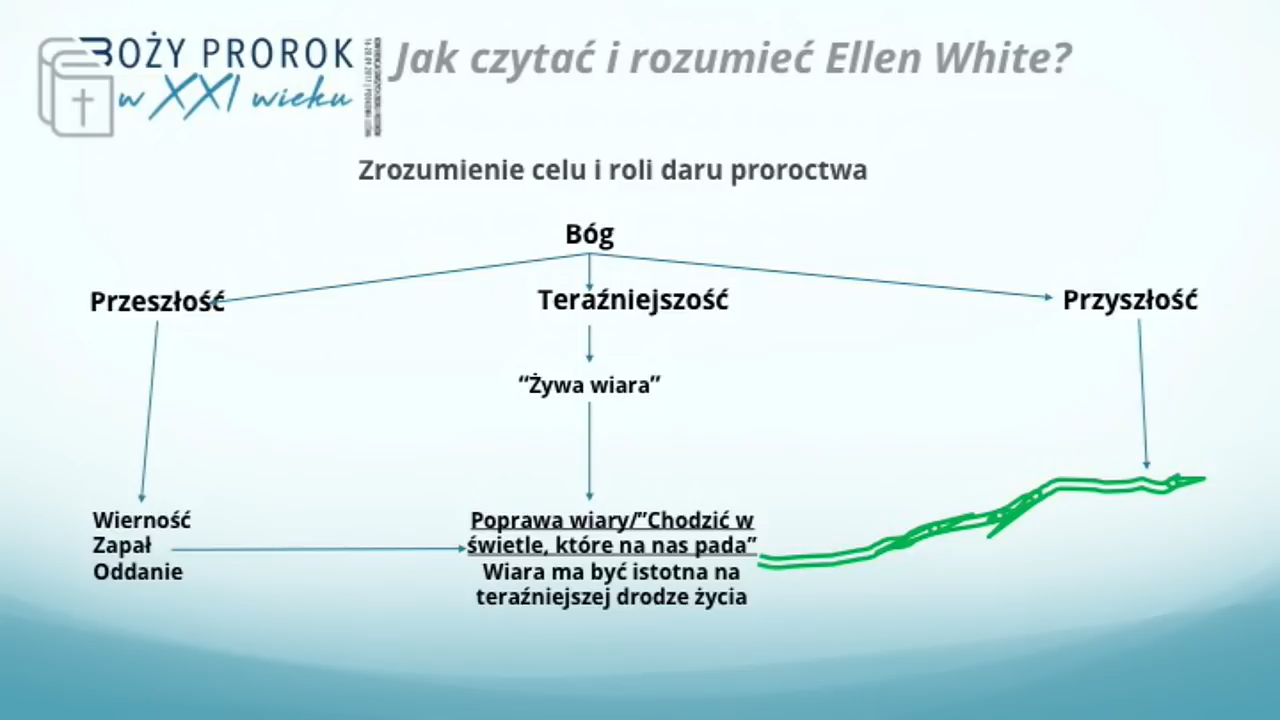 BOŻY PROROK
w XXI wieku
Jak czytać i rozumieć Ellen White?
Zrozumienie celu i roli daru proroctwa
Bóg
Przeszłość
Teraźniejszość
Przyszłość
“Żywa wiara”
Wierność
Zapał
Oddanie
Poprawa wiary/”Chodzić w
świetle, które na nas pada”
Wiara ma być istotna na
teraźniejszej drodze życia